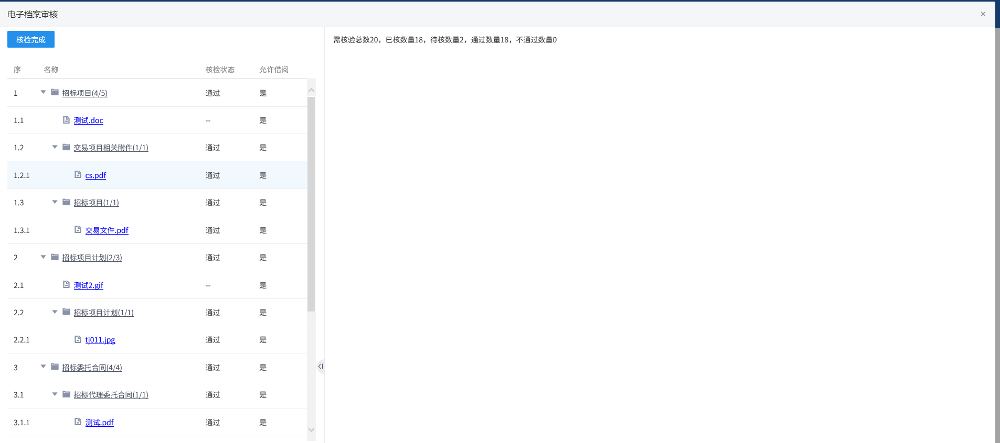 电子档案审核
核检完成
需核验总数20，已核数量18，待核数量2，通过数量18，不通过数量0
序 名称 核检状态 允许借阅
1 招标项目(4/5) 通过 是
1.1 测试.doc -- 是
1.2 交易项目相关附件(1/1) 通过 是
1.2.1 cs.pdf 通过 是
1.3 招标项目(1/1) 通过 是
1.3.1 交易文件.pdf 通过 是
2 招标项目计划(2/3) 通过 是
2.1 测试2.gif -- 是
2.2 招标项目计划(1/1) 通过 是
2.2.1 tj011.jpg 通过 是
3 招标委托合同(4/4) 通过 是
3.1 招标代理委托合同(1/1) 通过 是
3.1.1 测试.pdf 通过 是